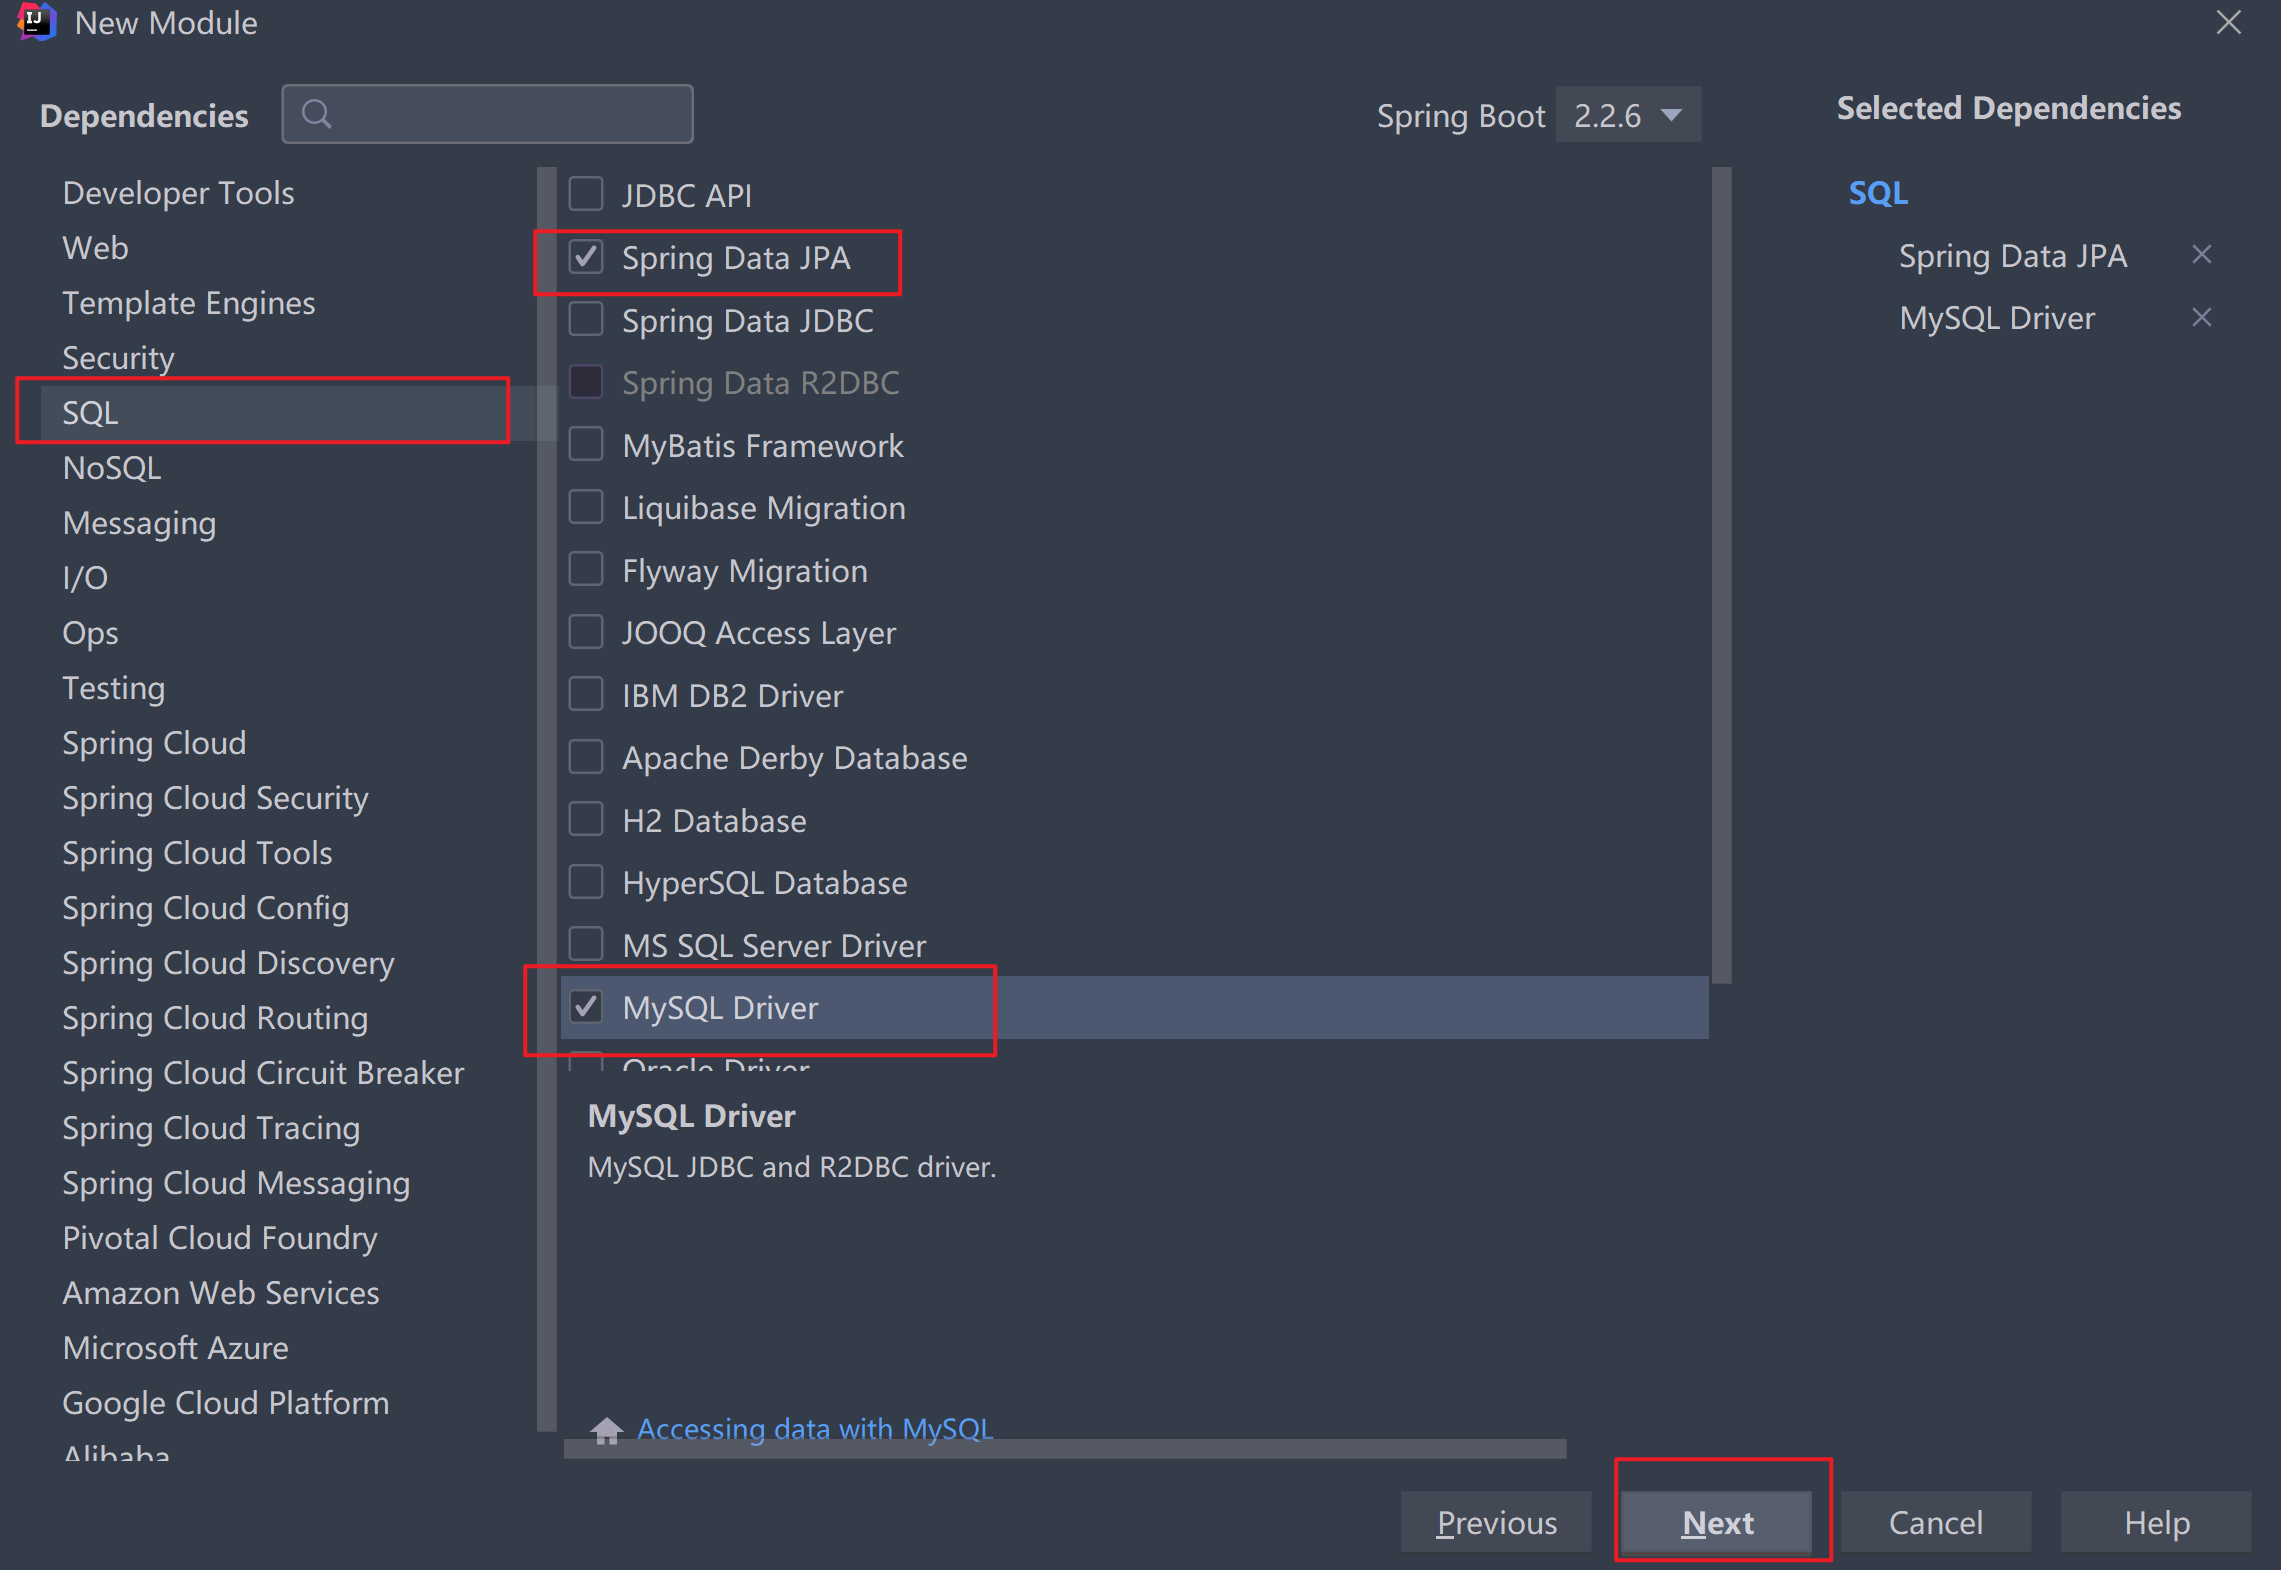 New Module
Dependencies
Spring Boot 2.2.6
Selected Dependencies
Developer Tools
Web
Template Engines
Security
SQL
NoSQL
Messaging
I/O
Ops
Testing
Spring Cloud
Spring Cloud Security
Spring Cloud Tools
Spring Cloud Config
Spring Cloud Discovery
Spring Cloud Routing
Spring Cloud Circuit Breaker
Spring Cloud Tracing
Spring Cloud Messaging
Pivotal Cloud Foundry
Amazon Web Services
Microsoft Azure
Google Cloud Platform
Alibaba
JDBC API
Spring Data JPA
Spring Data JDBC
Spring Data R2DBC
MyBatis Framework
Liquibase Migration
Flyway Migration
JOOQ Access Layer
IBM DB2 Driver
Apache Derby Database
H2 Database
HyperSQL Database
MS SQL Server Driver
MySQL Driver
Oracle Driver
MySQL Driver
MySQL JDBC and R2DBC driver.
Accessing data with MySQL
SQL
Spring Data JPA
MySQL Driver
Previous
Next
Cancel
Help
IJ